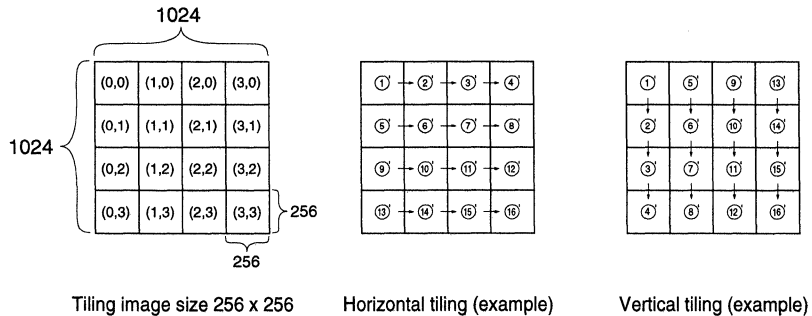 1024
1024
(0,0) (1,0) (2,0) (3,0)
(0,1) (1,1) (2,1) (3,1)
(0,2) (1,2) (2,2) (3,2)
(0,3) (1,3) (2,3) (3,3)
256
256
Tiling image size 256 x 256
1 2 3 4
5 6 7 8
9 10 11 12
13 14 15 16
Horizontal tiling (example)
1 5 9 13
2 6 10 14
3 7 11 15
4 8 12 16
Vertical tiling (example)